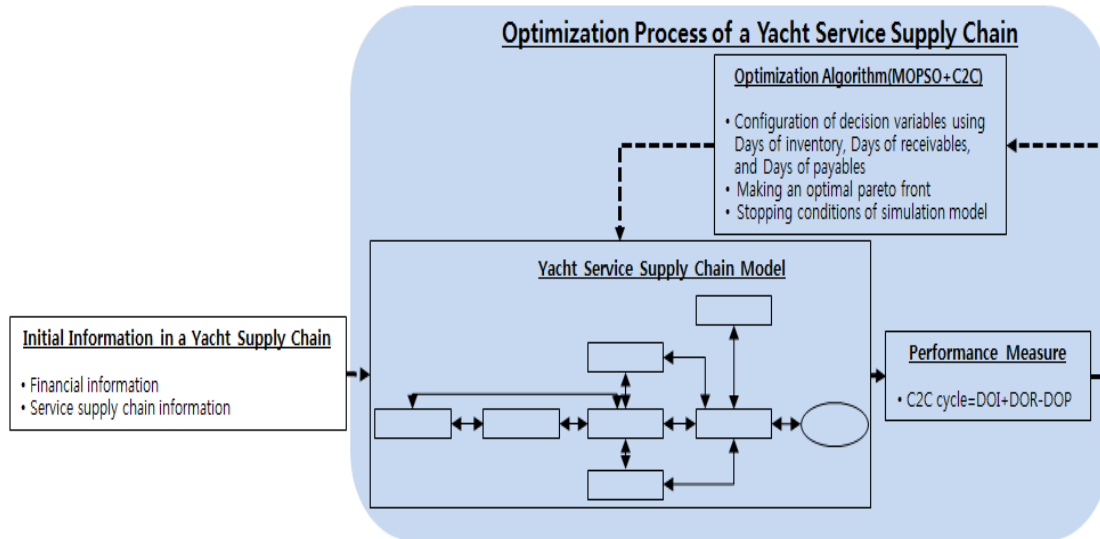 Optimization Process of a Yacht Service Supply Chain
Optimization Algorithm(MOPSO+C2C)
• Configuration of decision variables using
Days of inventory, Days of receivables,
and Days of payables
• Making an optimal pareto front
• Stopping conditions of simulation model
Yacht Service Supply Chain Model
Initial Information in a Yacht Supply Chain
• Financial information
• Service supply chain information
Performance Measure
• C2C cycle=DOI+DOR-DOP